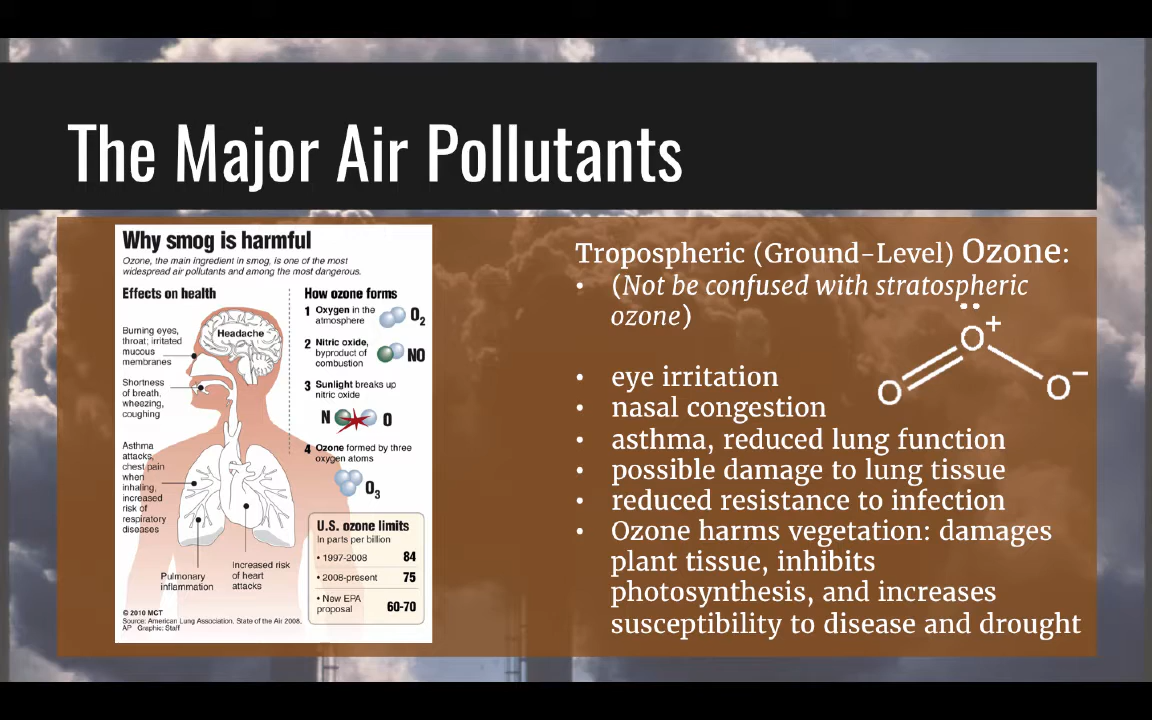 The Major Air Pollutants
Why smog is harmful
Ozone, the main ingredient in smog, is one of the most
widespread air pollutants and among the most dangerous.
Effects on health
Burning eyes,
throat; irritated
mucous
membranes
Headache
Shortness
of breath,
wheezing,
coughing
Asthma
attacks,
chest pain
when
inhaling,
increased
risk of
respiratory
diseases
Pulmonary
inflammation
Increased risk
of heart
attacks
How ozone forms
1 Oxygen in the
atmosphere
O2
2 Nitric oxide,
byproduct of
combustion
NO
3 Sunlight breaks up
nitric oxide
N O
4 Ozone formed by three
oxygen atoms
O3
U.S. ozone limits
In parts per billion
• 1997-2008 84
• 2008-present 75
• New EPA
proposal 60-70
© 2010 MCT
Source: American Lung Association, State of the Air 2008,
AP Graphic: Staff
Tropospheric (Ground-Level) Ozone:
• (Not be confused with stratospheric
ozone)
O+
O O−
• eye irritation
• nasal congestion
• asthma, reduced lung function
• possible damage to lung tissue
• reduced resistance to infection
• Ozone harms vegetation: damages
plant tissue, inhibits
photosynthesis, and increases
susceptibility to disease and drought